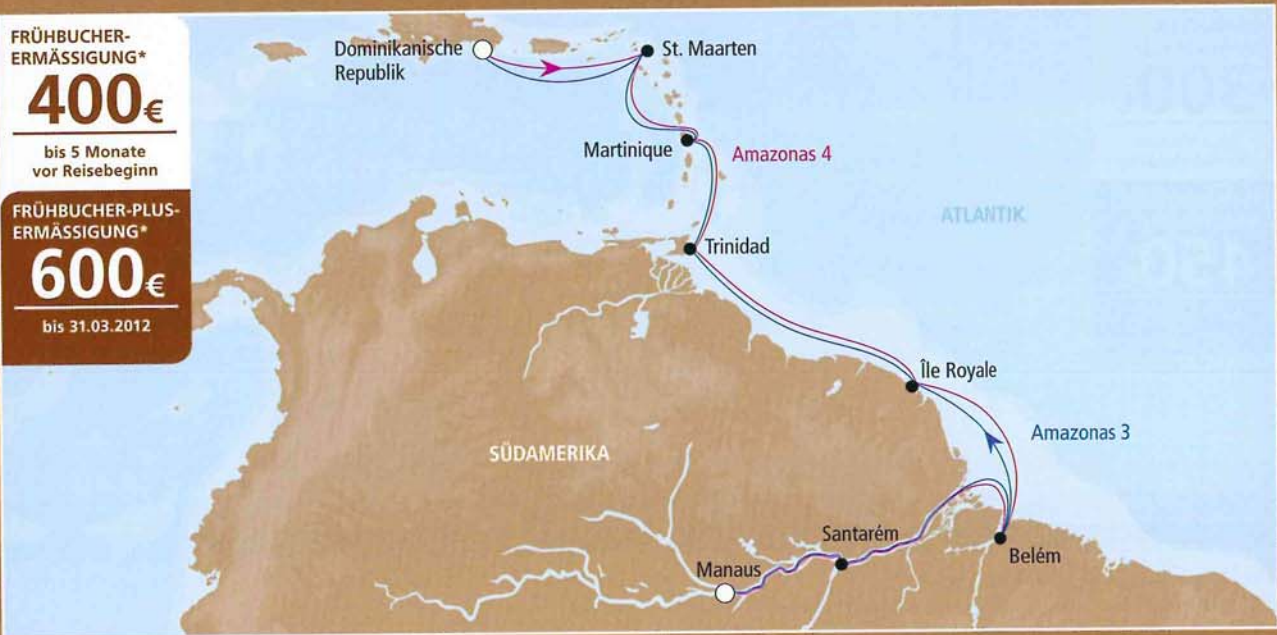 FRÜHBUCHER-
ERMÄSSIGUNG*
400€
bis 5 Monate
vor Reisebeginn
FRÜHBUCHER-PLUS-
ERMÄSSIGUNG*
600€
bis 31.03.2012
Dominikanische
Republik
St. Maarten
Martinique
Amazonas 4
ATLANTIK
Trinidad
Île Royale
Amazonas 3
SÜDAMERIKA
Santarém
Belém
Manaus